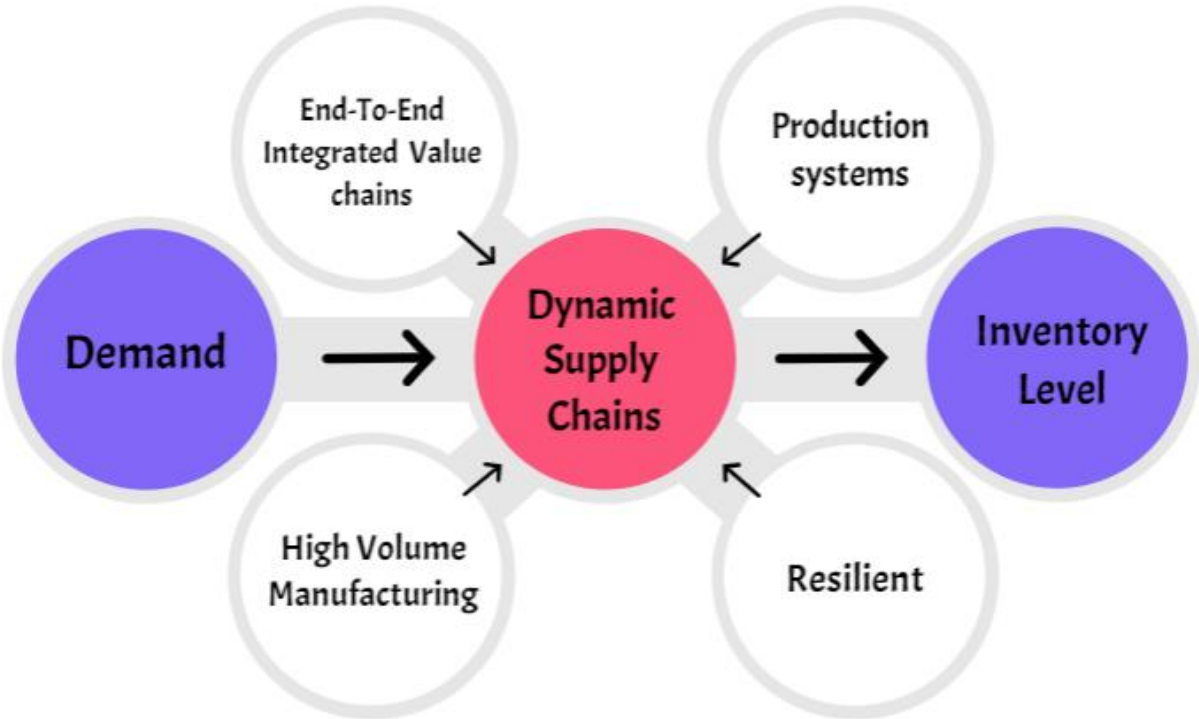 End-To-End
Integrated Value
chains
Production
systems
Demand
Dynamic
Supply
Chains
Inventory
Level
High Volume
Manufacturing
Resilient